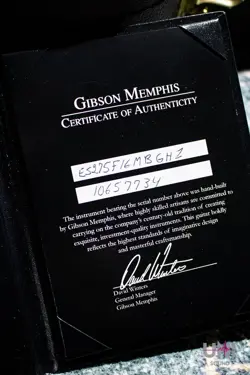 GIBSON MEMPHIS
CERTIFICATE OF AUTHENTICITY
ES275F16MBGH1
10657734
The instrument bearing the serial number above was hand-built
by Gibson Memphis, where highly skilled artisans are committed to
carrying on the company's century-old tradition of creating
exquisite, investment-quality instruments. This guitar boldly
reflects the highest standards of imaginative design
and masterful craftsmanship.
David Winters
David Winters
General Manager
Gibson Memphis